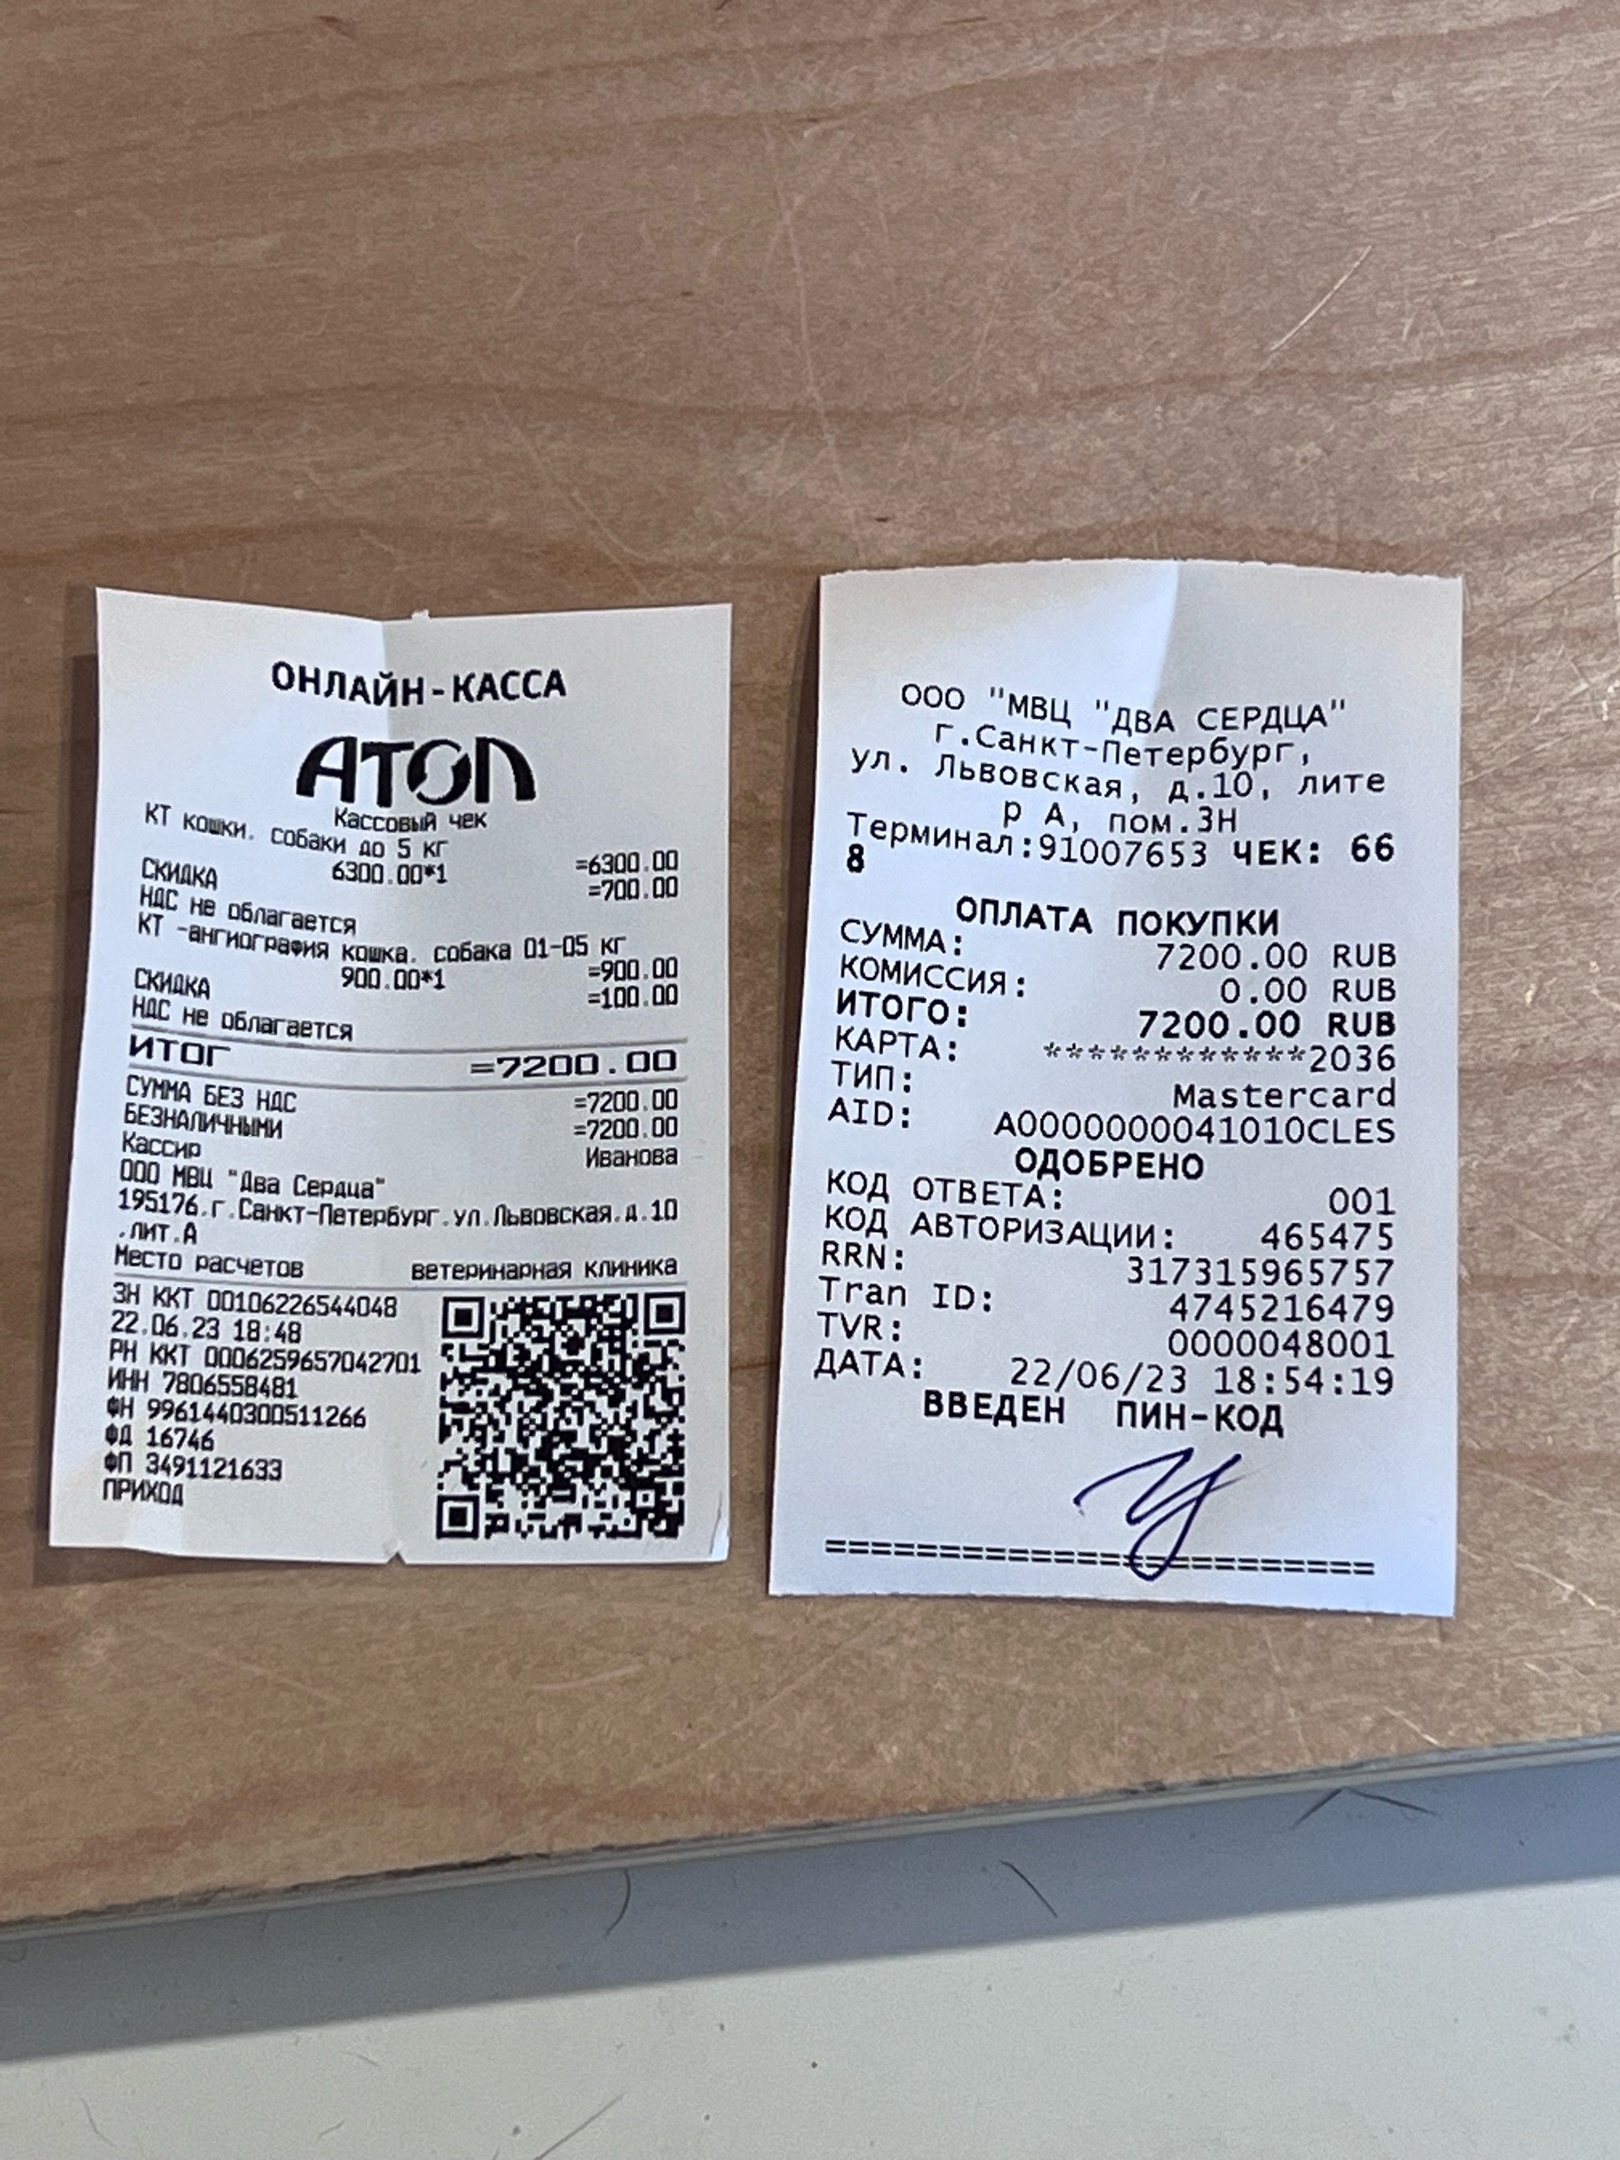 ОНЛАЙН-КАССА
АТОЛ
Кассовый чек
КТ кошки. собаки до 5 кг
6300.00*1 =6300.00
СКИДКА =700.00
НДС не облагается
КТ -ангиография кошка. собака 01-05 кг
900.00*1 =900.00
СКИДКА =100.00
НДС не облагается
ИТОГ =7200.00
СУММА БЕЗ НДС =7200.00
БЕЗНАЛИЧНЫМИ =7200.00
Кассир Иванова
ООО МВЦ "Два Сердца"
195176.г.Санкт-Петербург.ул.Львовская.д.10
.лит.А
Место расчетов ветеринарная клиника
ЗН ККТ 00106226544048
22.06.23 18:48
РН ККТ 0006259657042701
ИНН 7806558481
ФН 9961440300511266
ФД 16746
ФП 3491121633
ПРИХОД
ООО "МВЦ "ДВА СЕРДЦА"
г.Санкт-Петербург,
ул. Львовская, д.10, лите
р А, пом.3Н
Терминал:91007653 ЧЕК: 66
8
ОПЛАТА ПОКУПКИ
СУММА: 7200.00 RUB
КОМИССИЯ: 0.00 RUB
ИТОГО: 7200.00 RUB
КАРТА: ************2036
ТИП: Mastercard
AID: A0000000041010CLES
ОДОБРЕНО
КОД ОТВЕТА: 001
КОД АВТОРИЗАЦИИ: 465475
RRN: 317315965757
Tran ID: 4745216479
TVR: 0000048001
ДАТА: 22/06/23 18:54:19
ВВЕДЕН ПИН-КОД
=========================